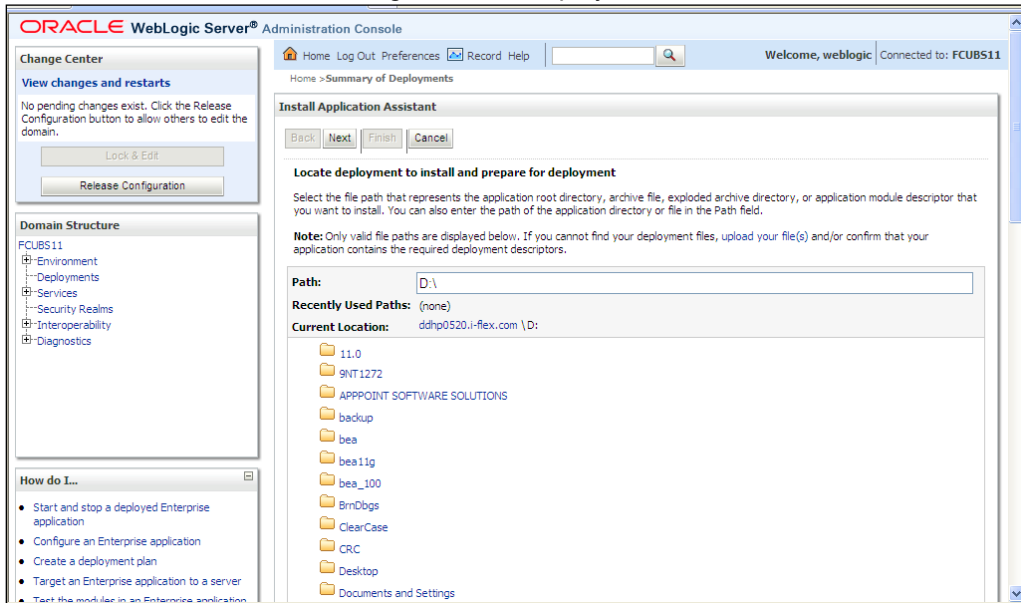 ORACLE WebLogic Server® Administration Console
Change Center
View changes and restarts
No pending changes exist. Click the Release
Configuration button to allow others to edit the
domain.
Lock & Edit
Release Configuration
Domain Structure
FCUBS11
Environment
Deployments
Services
Security Realms
Interoperability
Diagnostics
How do I...
Start and stop a deployed Enterprise
application
Configure an Enterprise application
Create a deployment plan
Target an Enterprise application to a server
Test the modules in an Enterprise application
Home Log Out Preferences Record Help
Welcome, weblogic Connected to: FCUBS11
Home >Summary of Deployments
Install Application Assistant
Back Next Finish Cancel
Locate deployment to install and prepare for deployment
Select the file path that represents the application root directory, archive file, exploded archive directory, or application module descriptor that
you want to install. You can also enter the path of the application directory or file in the Path field.
Note: Only valid file paths are displayed below. If you cannot find your deployment files, upload your file(s) and/or confirm that your
application contains the required deployment descriptors.
Path: D:\
Recently Used Paths: (none)
Current Location: ddhp0520.i-flex.com \D:
11.0
9NT1272
APPPOINT SOFTWARE SOLUTIONS
backup
bea
bea11g
bea_100
BrnDbgs
ClearCase
CRC
Desktop
Documents and Settings